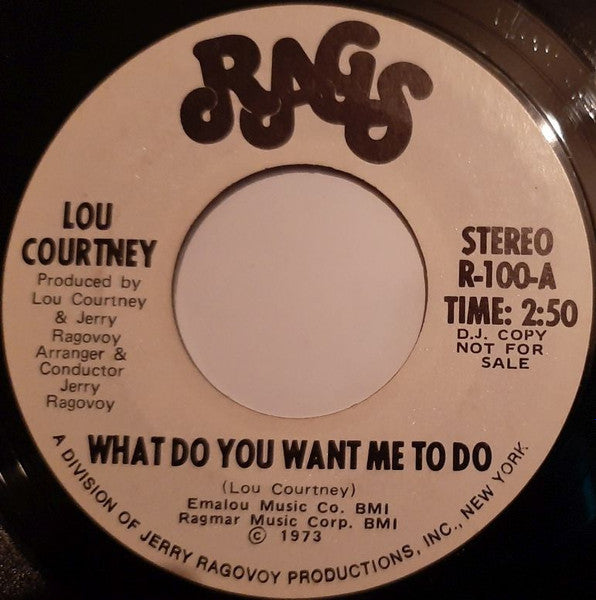 RAGS
LOU
COURTNEY
Produced by
Lou Courtney
& Jerry
Ragovoy
Arranger &
Conductor
Jerry
Ragovoy
STEREO
R-100-A
TIME: 2:50
D.J. COPY
NOT FOR
SALE
WHAT DO YOU WANT ME TO DO
(Lou Courtney)
Emalou Music Co. BMI
Ragmar Music Corp. BMI
© 1973
A DIVISION OF JERRY RAGOVOY PRODUCTIONS, INC., NEW YORK